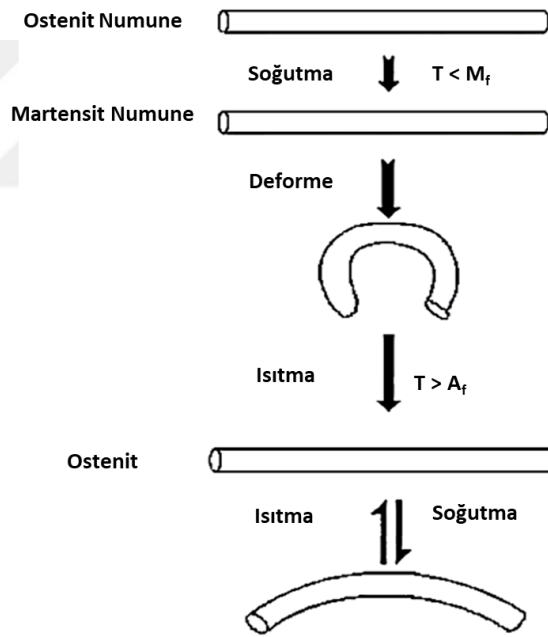 Ostenit Numune
Soğutma
T < Mf
Martensit Numune
Deforme
Isıtma
T > Af
Ostenit
Isıtma
Soğutma